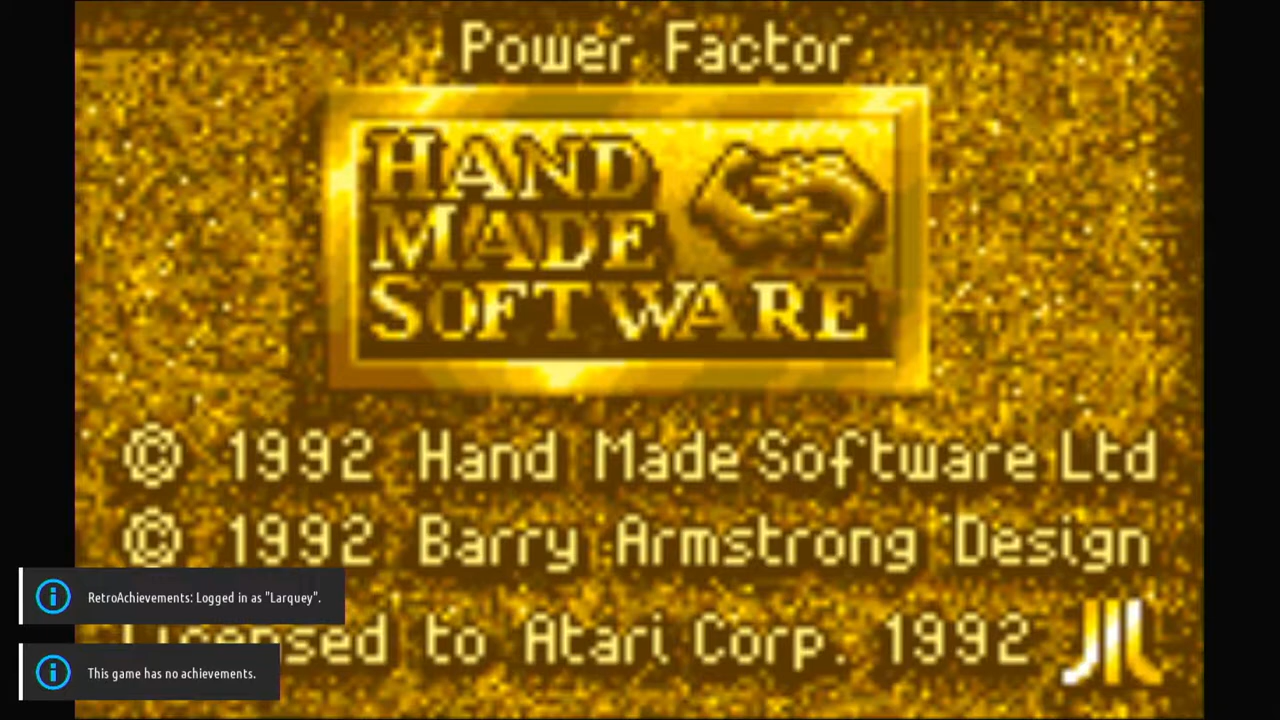 Power Factor
HAND
MADE
SOFTWARE
© 1992 Hand Made Software Ltd
© 1992 Barry Armstrong Design
RetroAchievements: Logged in as "Larquey".
Licensed to Atari Corp. 1992
This game has no achievements.